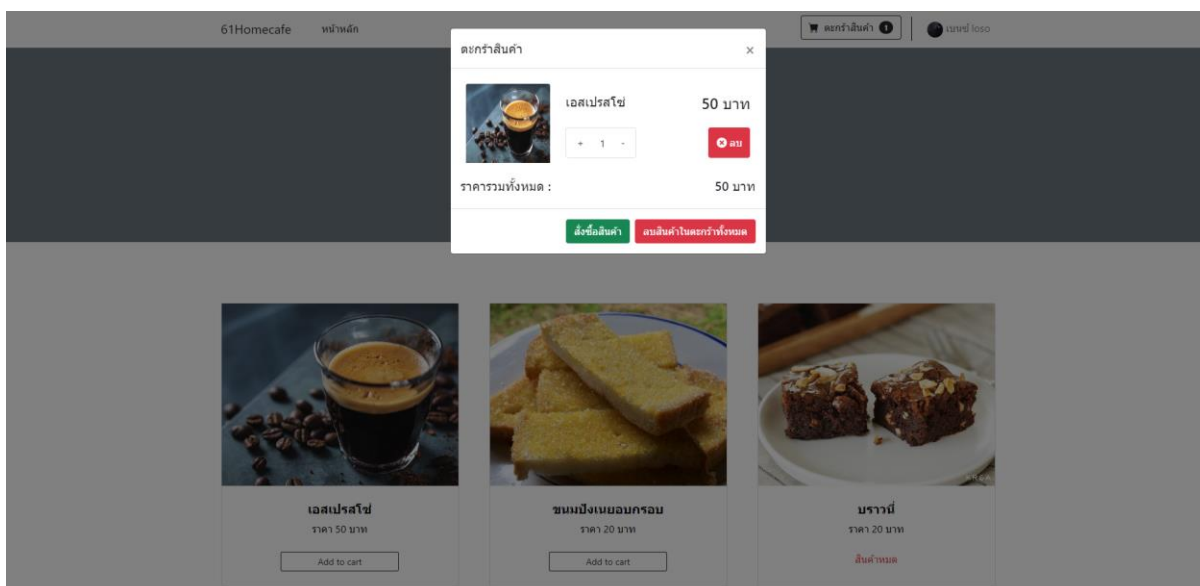 61Homecafe หน้าหลัก ตะกร้าสินค้า 1 เบนซ์ loso
ตะกร้าสินค้า ×
เอสเปรสโซ่ 50 บาท
+ 1 - ลบ
ราคารวมทั้งหมด : 50 บาท
สั่งซื้อสินค้า ลบสินค้าในตะกร้าทั้งหมด
เอสเปรสโซ่ ขนมปังเนยอบกรอบ บราวนี่
ราคา 50 บาท ราคา 20 บาท ราคา 20 บาท
Add to cart Add to cart สินค้าหมด